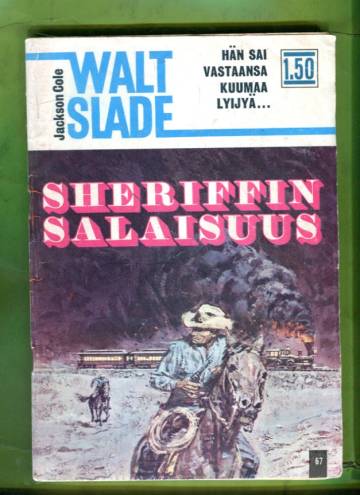 Jackson Cole
WALT
SLADE
HÄN SAI
VASTAANSA
KUUMAA
LYIJYÄ...
1.50
SHERIFFIN
SALAISUUS
67